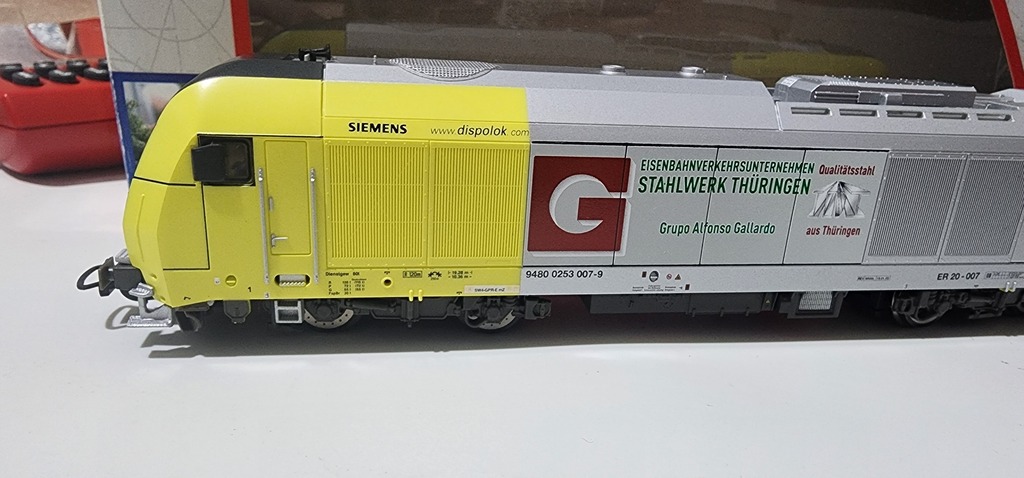 SIEMENS
www.dispolok.com
G
EISENBAHNVERKEHRSUNTERNEHMEN
STAHLWERK THÜRINGEN
Grupo Alfonso Gallardo
Qualitätsstahl
aus Thüringen
9480 0253 007-9
ER 20-007
1